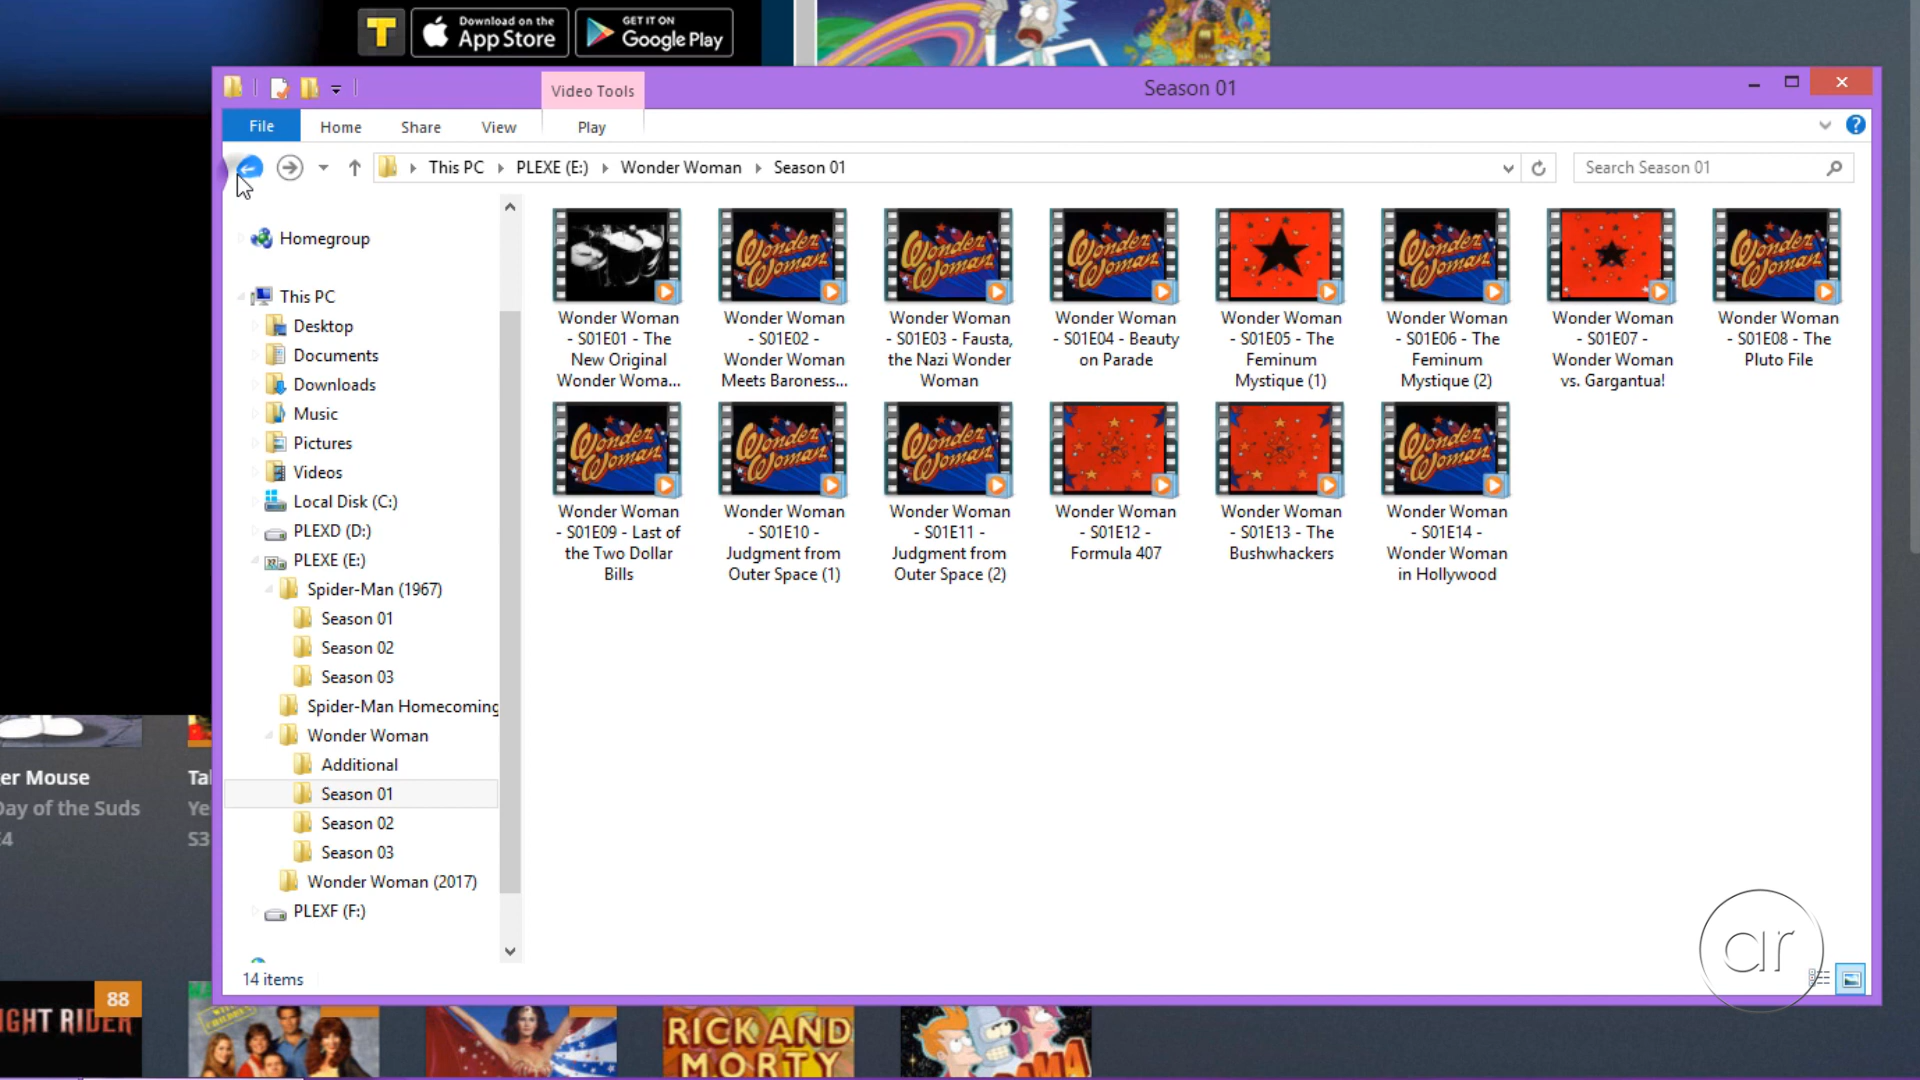 T
Download on the
App Store
GET IT ON
Google Play
Video Tools
Season 01
File
Home
Share
View
Play
This PC
PLEXE (E:)
Wonder Woman
Season 01
Search Season 01
Homegroup
This PC
Desktop
Documents
Downloads
Music
Pictures
Videos
Local Disk (C:)
PLEXD (D:)
PLEXE (E:)
Spider-Man (1967)
Season 01
Season 02
Season 03
Spider-Man Homecoming
Wonder Woman
Additional
Season 01
Season 02
Season 03
Wonder Woman (2017)
PLEXF (F:)
Wonder Woman
- S01E01 - The
New Original
Wonder Woma...
Wonder Woman
- S01E02 -
Wonder Woman
Meets Baroness...
Wonder Woman
- S01E03 - Fausta,
the Nazi Wonder
Woman
Wonder Woman
- S01E04 - Beauty
on Parade
Wonder Woman
- S01E05 - The
Feminum
Mystique (1)
Wonder Woman
- S01E06 - The
Feminum
Mystique (2)
Wonder Woman
- S01E07 -
Wonder Woman
vs. Gargantua!
Wonder Woman
- S01E08 - The
Pluto File
Wonder Woman
- S01E09 - Last of
the Two Dollar
Bills
Wonder Woman
- S01E10 -
Judgment from
Outer Space (1)
Wonder Woman
- S01E11 -
Judgment from
Outer Space (2)
Wonder Woman
- S01E12 -
Formula 407
Wonder Woman
- S01E13 - The
Bushwhackers
Wonder Woman
- S01E14 -
Wonder Woman
in Hollywood
14 items
ar
er Mouse
Day of the Suds
E4
Tal
Ye
S3
88
IGHT RIDER
RICK AND
MORTY